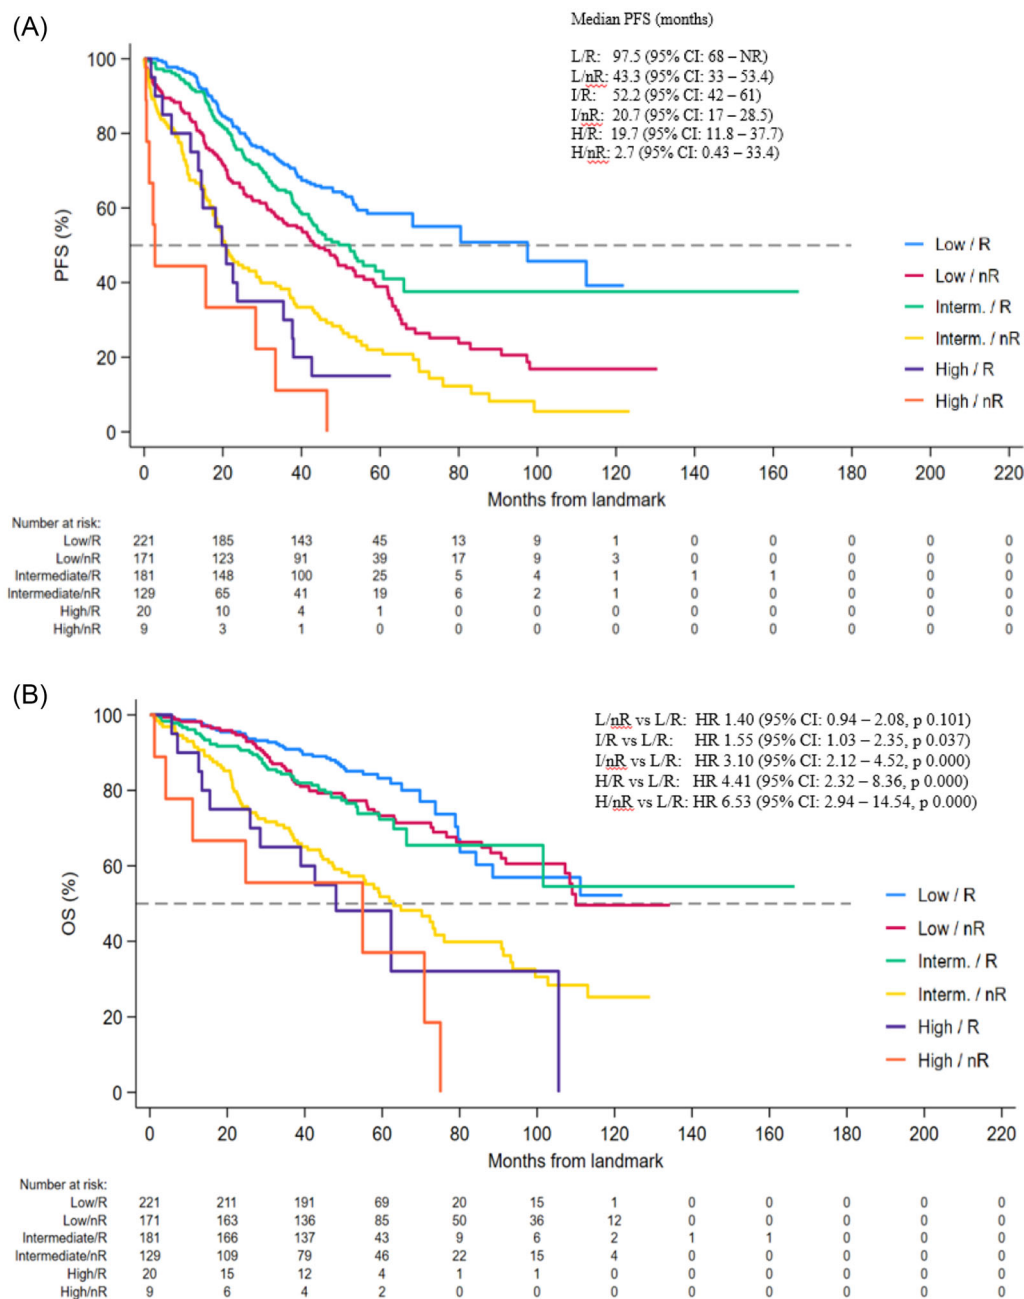 (A)
Median PFS (months)
L/R: 97.5 (95% CI: 68 – NR)
L/nR: 43.3 (95% CI: 33 – 53.4)
I/R: 52.2 (95% CI: 42 – 61)
I/nR: 20.7 (95% CI: 17 – 28.5)
H/R: 19.7 (95% CI: 11.8 – 37.7)
H/nR: 2.7 (95% CI: 0.43 – 33.4)
100
80
60
40
20
0
PFS (%)
Low / R
Low / nR
Interm. / R
Interm. / nR
High / R
High / nR
0 20 40 60 80 100 120 140 160 180 200 220
Months from landmark
Number at risk:
Low/R 221 185 143 45 13 9 1 0 0 0 0 0
Low/nR 171 123 91 39 17 9 3 0 0 0 0 0
Intermediate/R 181 148 100 25 5 4 1 1 1 0 0 0
Intermediate/nR 129 65 41 19 6 2 1 0 0 0 0 0
High/R 20 10 4 1 0 0 0 0 0 0 0 0
High/nR 9 3 1 0 0 0 0 0 0 0 0 0
(B)
L/nR vs L/R: HR 1.40 (95% CI: 0.94 – 2.08, p 0.101)
I/R vs L/R: HR 1.55 (95% CI: 1.03 – 2.35, p 0.037)
I/nR vs L/R: HR 3.10 (95% CI: 2.12 – 4.52, p 0.000)
H/R vs L/R: HR 4.41 (95% CI: 2.32 – 8.36, p 0.000)
H/nR vs L/R: HR 6.53 (95% CI: 2.94 – 14.54, p 0.000)
100
80
60
40
20
0
OS (%)
Low / R
Low / nR
Interm. / R
Interm. / nR
High / R
High / nR
0 20 40 60 80 100 120 140 160 180 200 220
Months from landmark
Number at risk:
Low/R 221 211 191 69 20 15 1 0 0 0 0 0
Low/nR 171 163 136 85 50 36 12 0 0 0 0 0
Intermediate/R 181 166 137 43 9 6 2 1 1 0 0 0
Intermediate/nR 129 109 79 46 22 15 4 0 0 0 0 0
High/R 20 15 12 4 1 1 0 0 0 0 0 0
High/nR 9 6 4 2 0 0 0 0 0 0 0 0